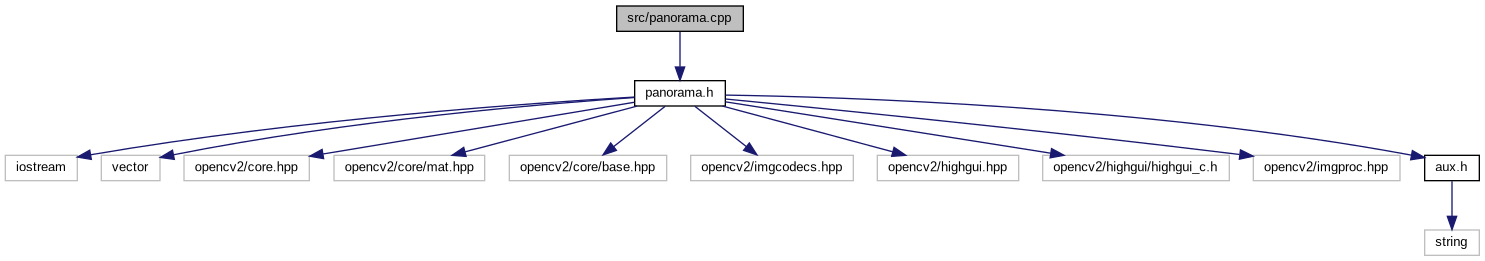 src/panorama.cpp
panorama.h
iostream
vector
opencv2/core.hpp
opencv2/core/mat.hpp
opencv2/core/base.hpp
opencv2/imgcodecs.hpp
opencv2/highgui.hpp
opencv2/highgui/highgui_c.h
opencv2/imgproc.hpp
aux.h
string